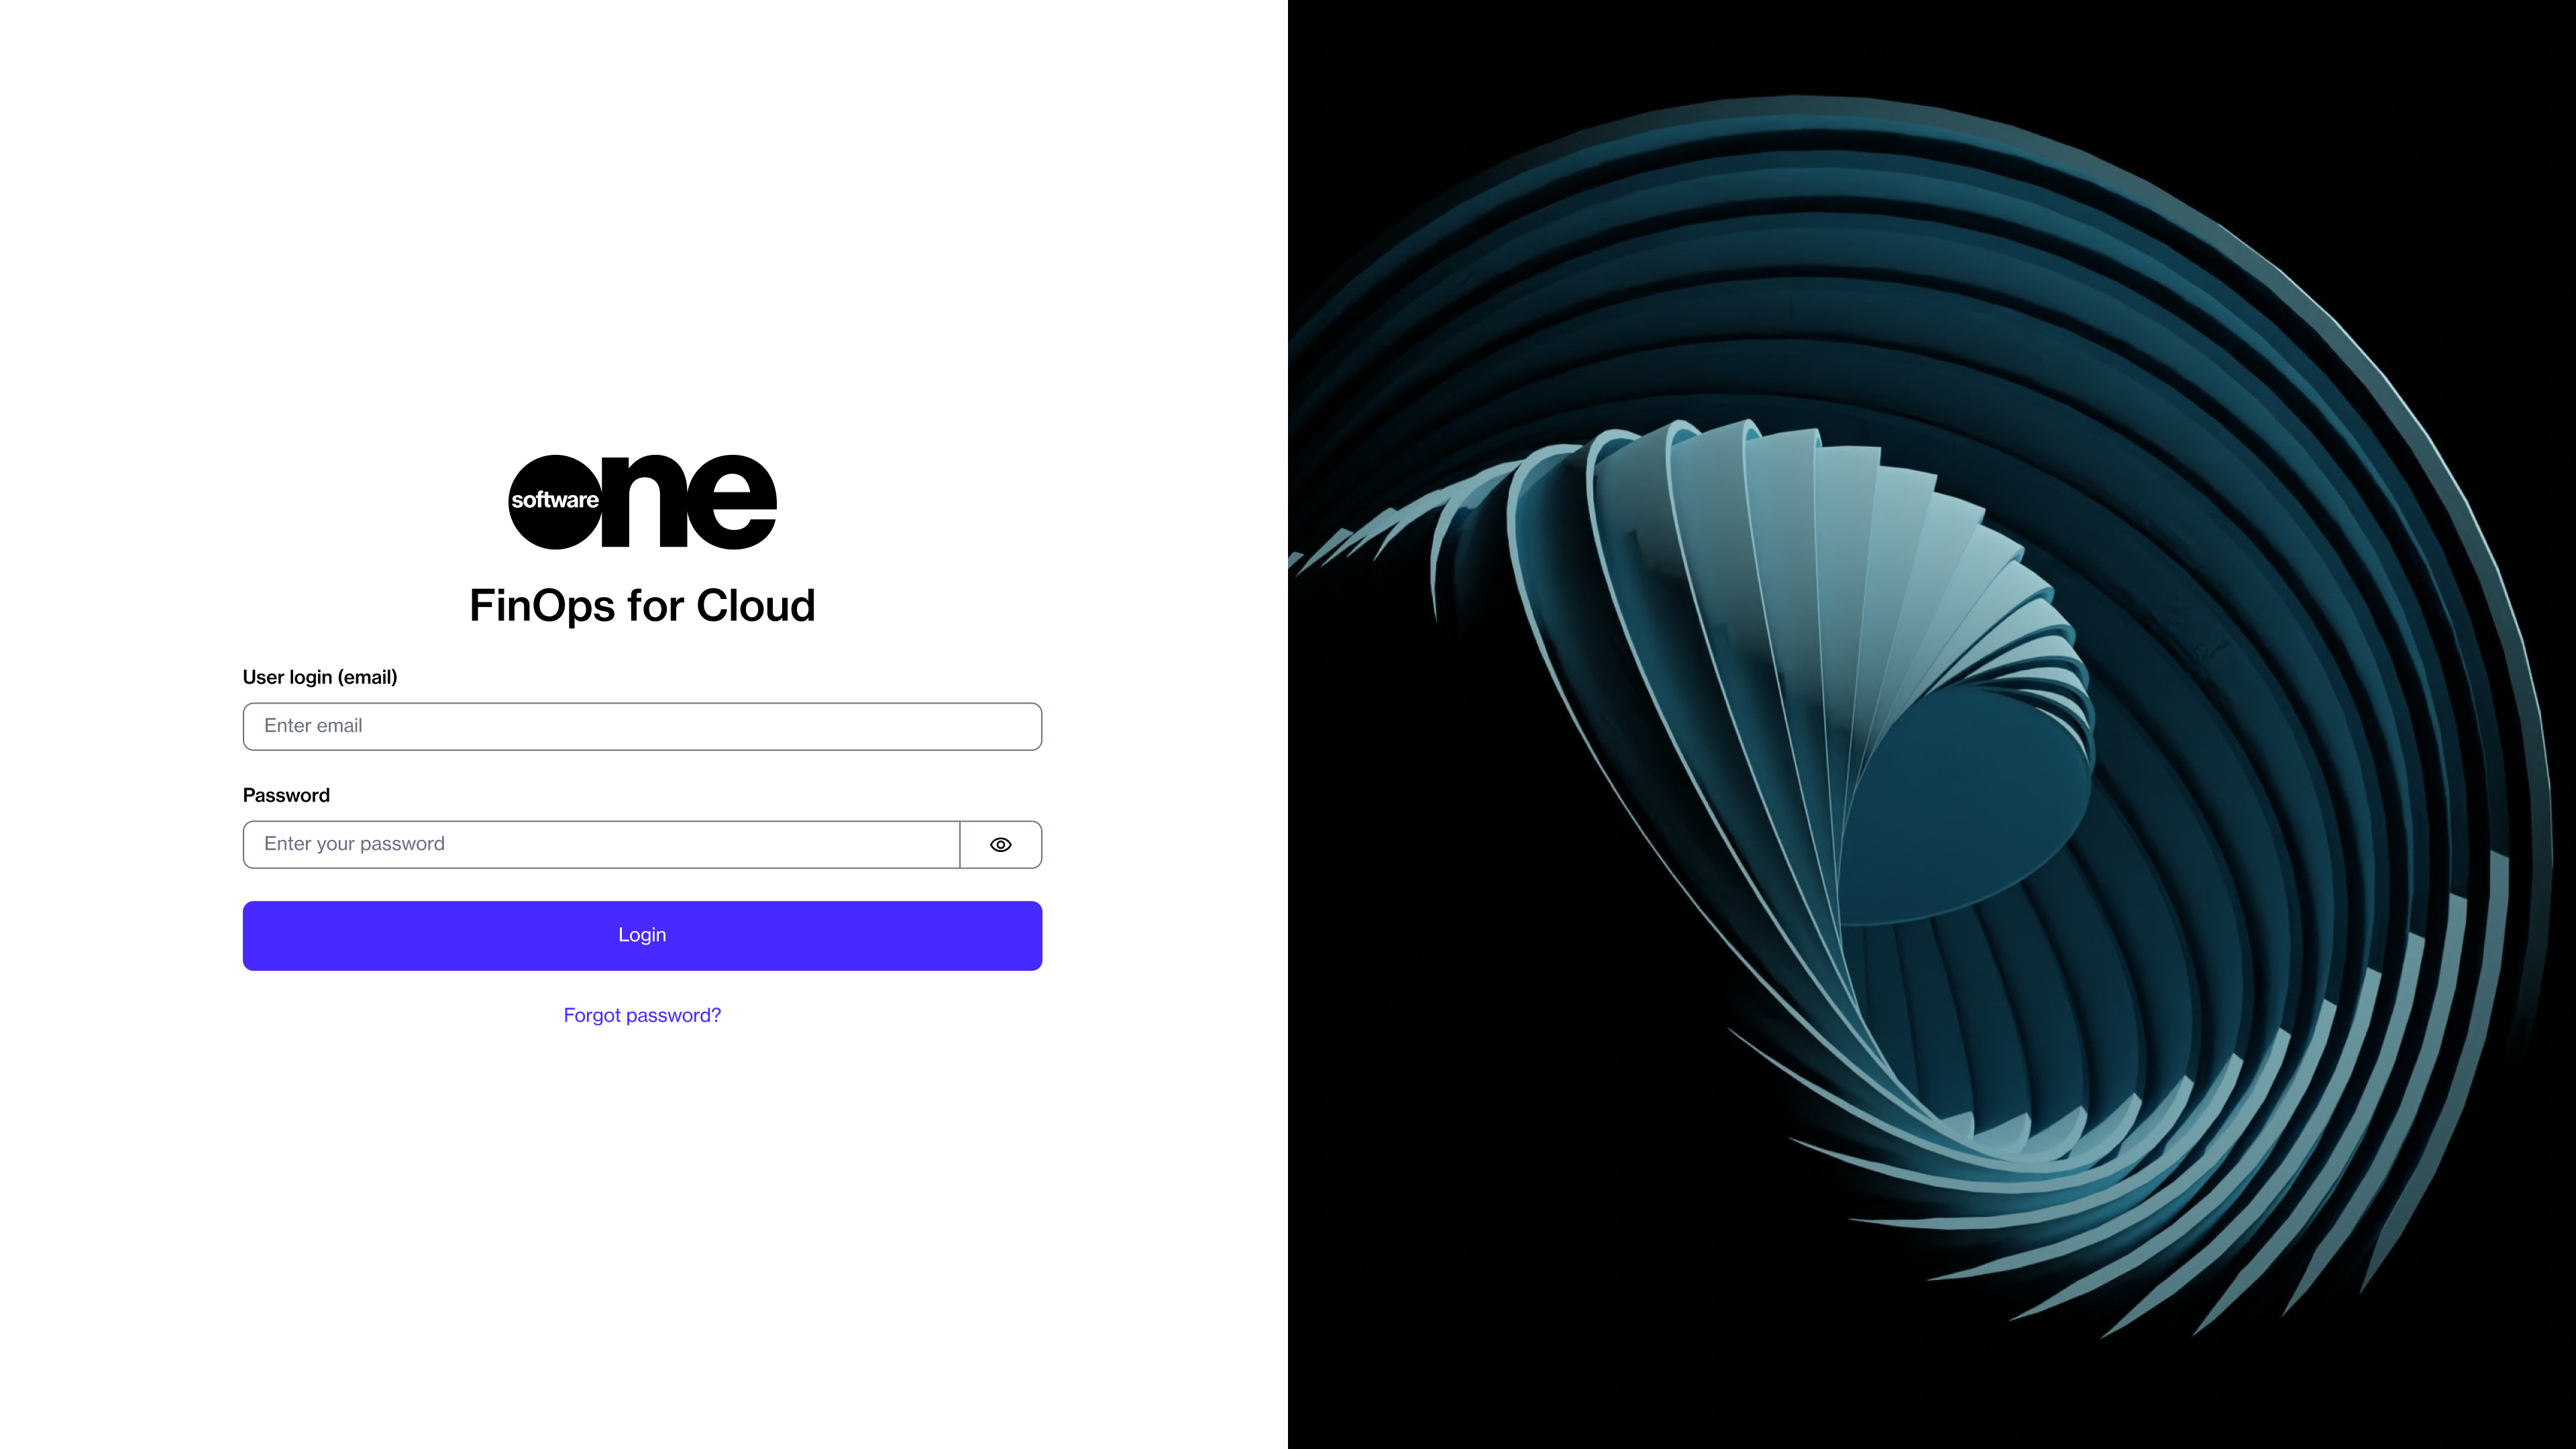 software
one
FinOps for Cloud
User login (email)
Enter email
Password
Enter your password
Login
Forgot password?